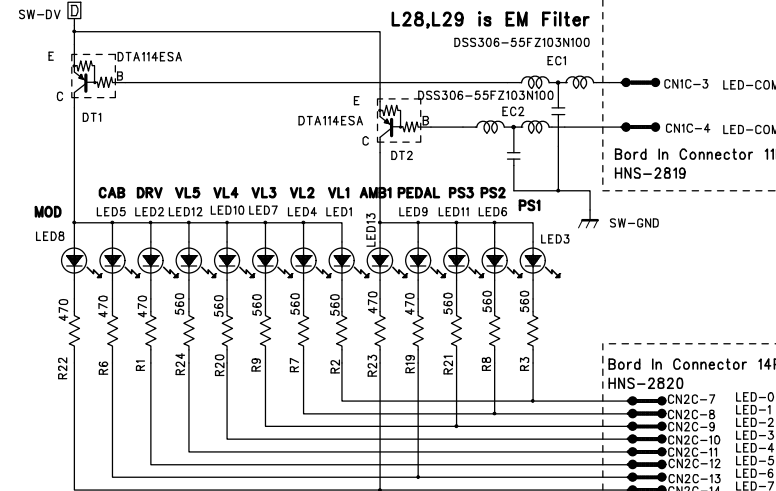 SW-DV D
L28,L29 is EM Filter
DSS306-55FZ103N100
EC1
E
DTA114ESA
B
CN1C-3 LED-COM
C
DSS306-55FZ103N100
E
EC2
DT1
DTA114ESA
B
CN1C-4 LED-COM
C
DT2
Bord In Connector 11
HNS-2819
MOD CAB DRV VL5 VL4 VL3 VL2 VL1 AMB1 PEDAL PS3 PS2 PS1
LED8 LED5 LED2 LED12 LED10 LED7 LED4 LED1 LED13 LED9 LED11 LED6 LED3
SW-GND
470 470 470 560 560 560 560 560 470 470 560 560 560
R22 R6 R1 R24 R20 R9 R7 R2 R23 R19 R21 R8 R3
Bord In Connector 14
HNS-2820
CN2C-7 LED-0
CN2C-8 LED-1
CN2C-9 LED-2
CN2C-10 LED-3
CN2C-11 LED-4
CN2C-12 LED-5
CN2C-13 LED-6
CN2C-14 LED-7